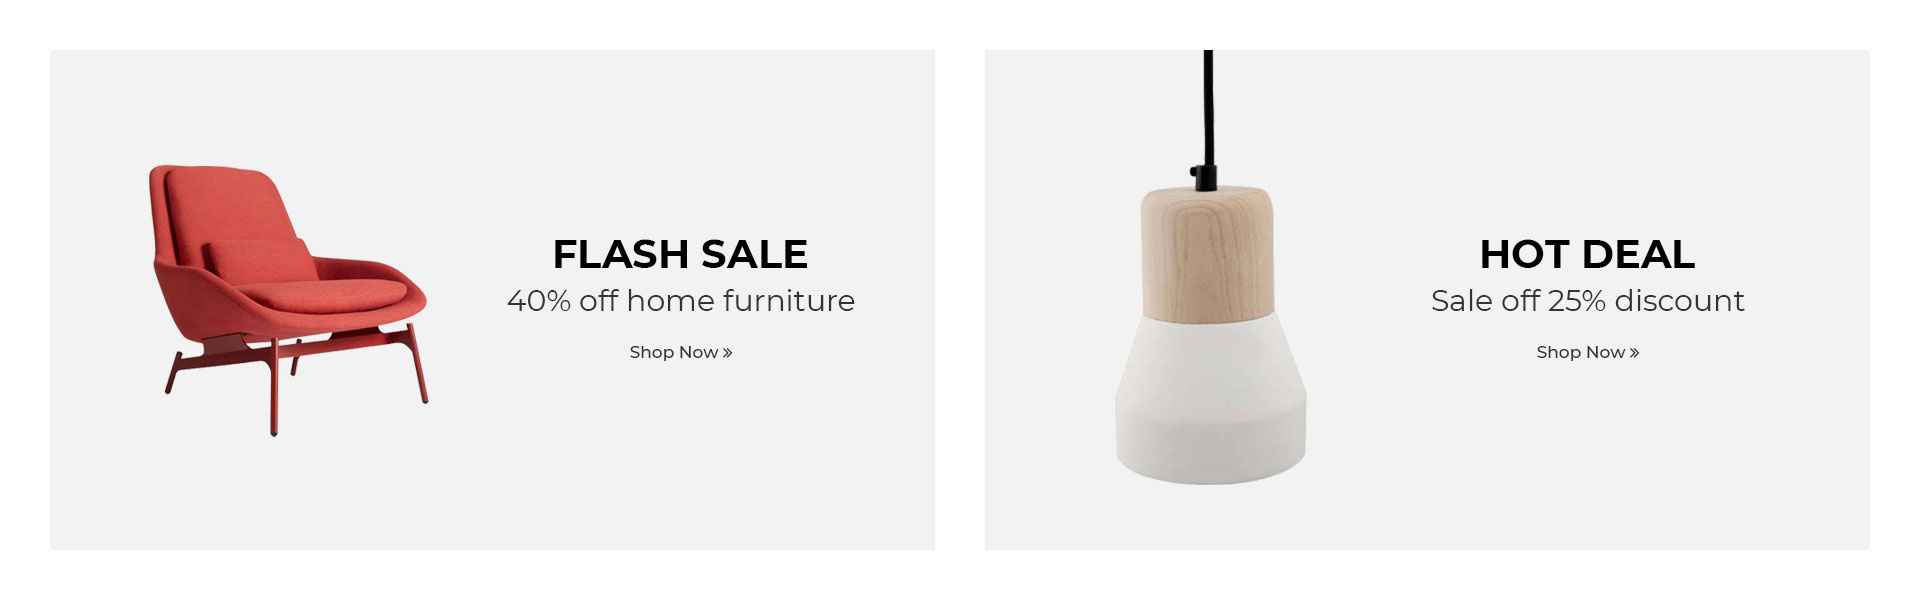 FLASH SALE
40% off home furniture
Shop Now »
HOT DEAL
Sale off 25% discount
Shop Now »